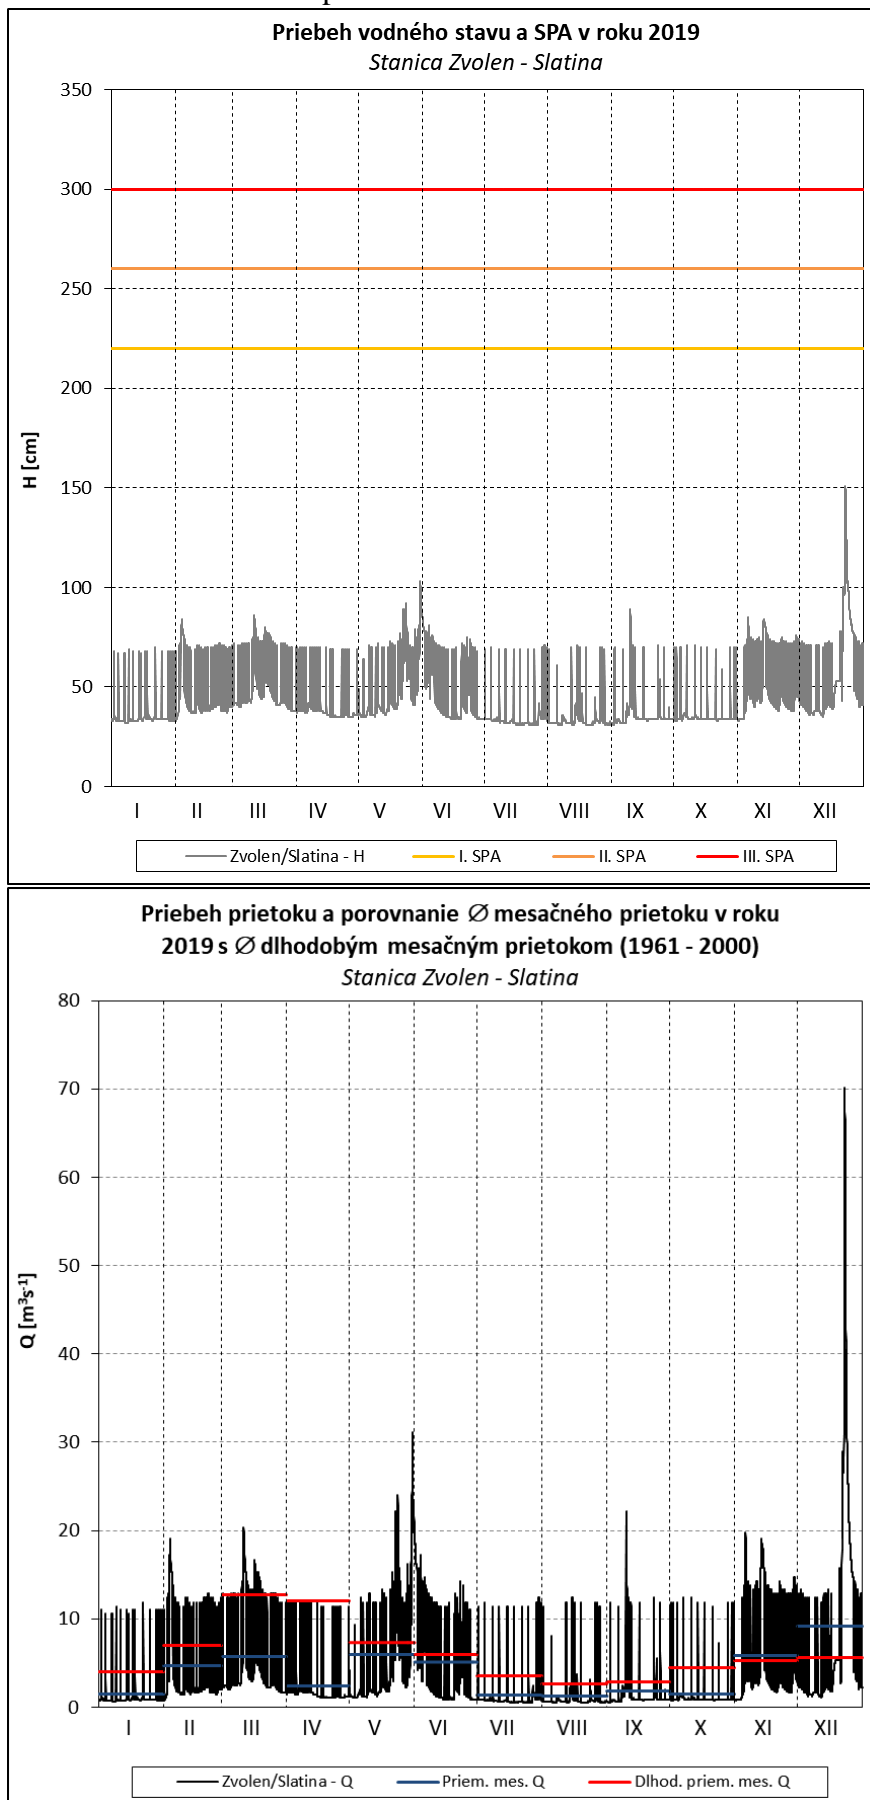 Priebeh vodného stavu a SPA v roku 2019
Stanica Zvolen - Slatina
350
300
250
200
150
100
50
0
H [cm]
I II III IV V VI VII VIII IX X XI XII
Zvolen/Slatina - H I. SPA II. SPA III. SPA
Priebeh prietoku a porovnanie ∅ mesačného prietoku v roku
2019 s ∅ dlhodobým mesačným prietokom (1961 - 2000)
Stanica Zvolen - Slatina
80
70
60
50
40
30
20
10
0
Q [m³s⁻¹]
I II III IV V VI VII VIII IX X XI XII
Zvolen/Slatina - Q Priem. mes. Q Dlhod. priem. mes. Q